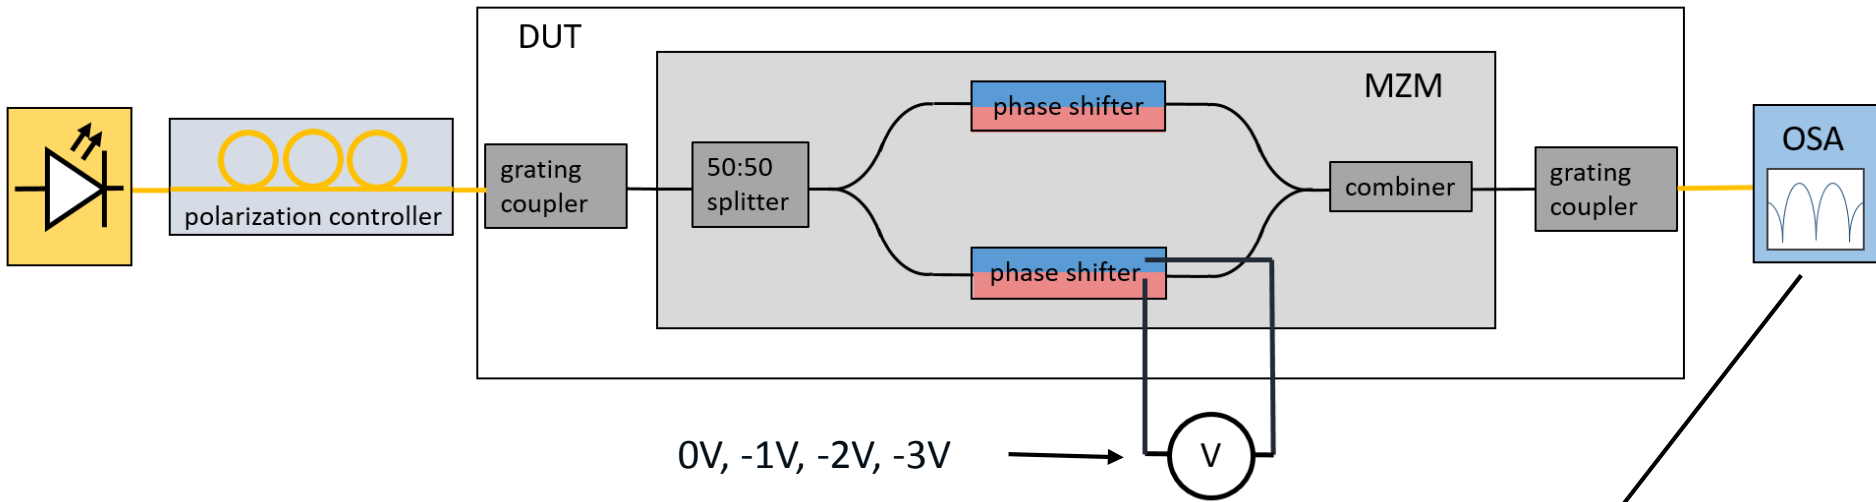 DUT
MZM
phase shifter
OSA
grating
coupler
50:50
splitter
combiner
grating
coupler
polarization controller
phase shifter
0V, -1V, -2V, -3V
V